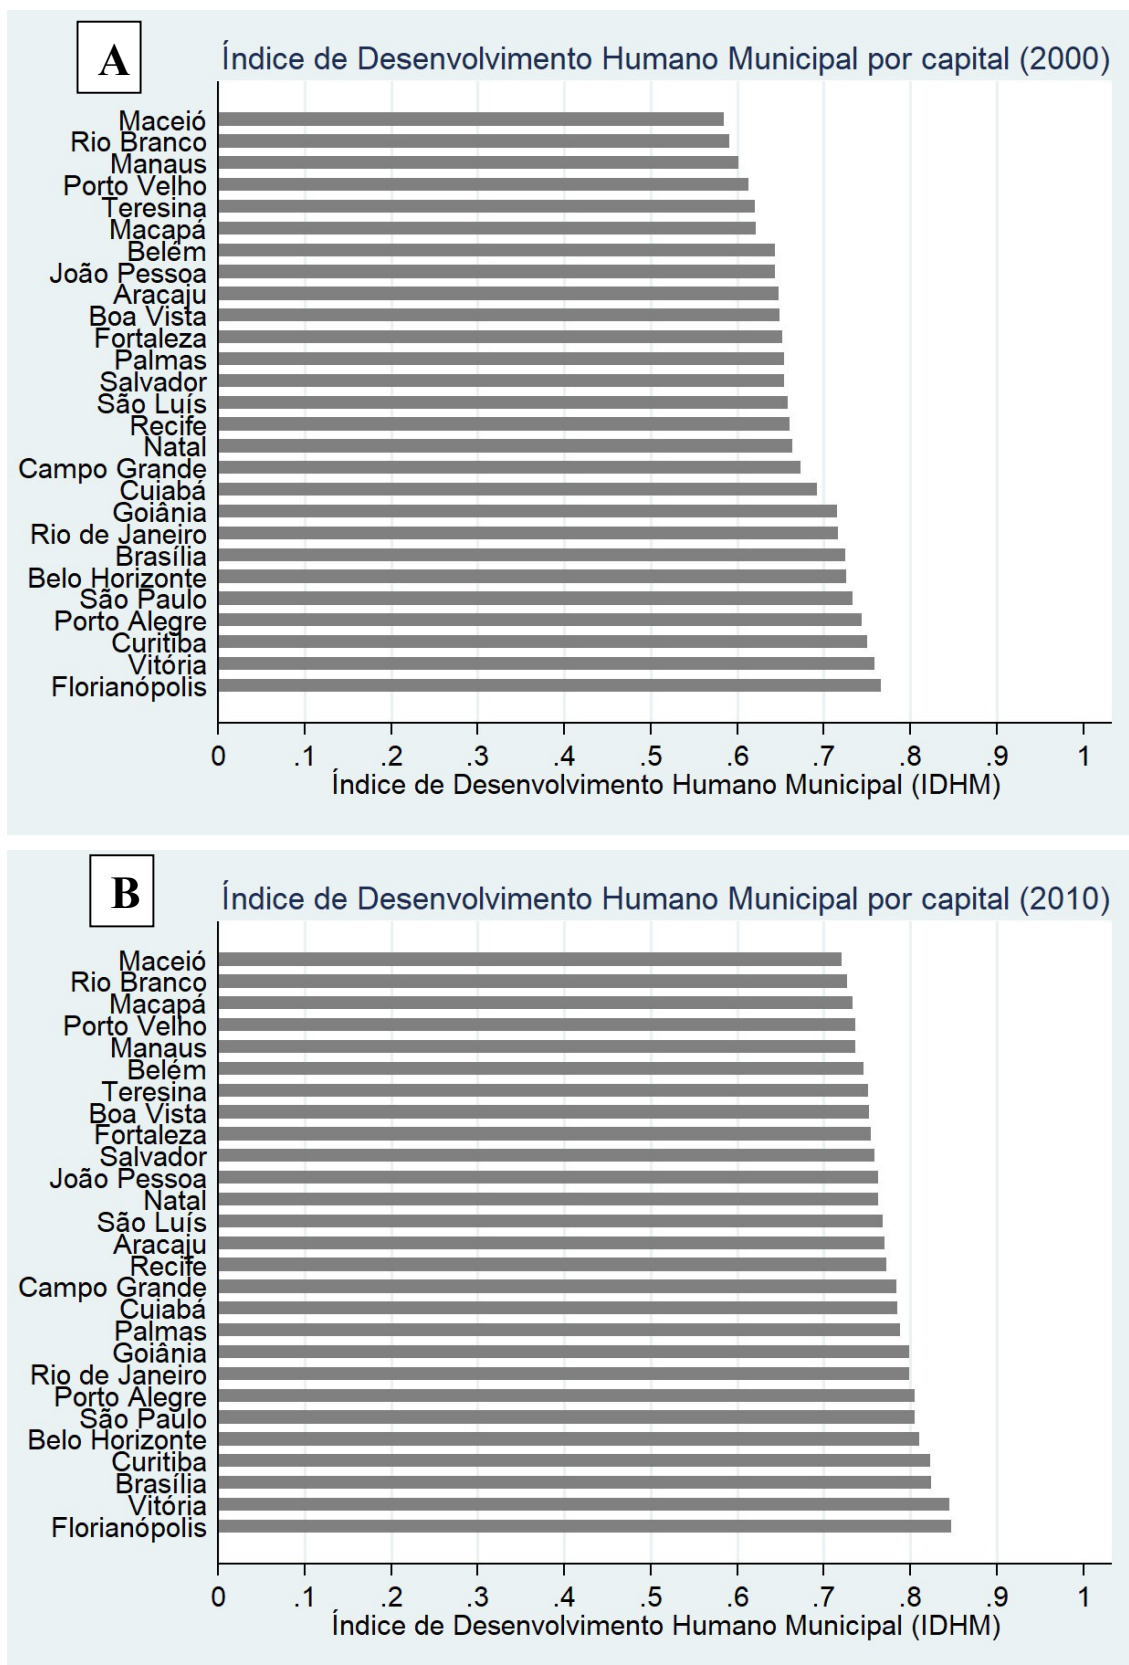 A
Índice de Desenvolvimento Humano Municipal por capital (2000)
Maceió
Rio Branco
Manaus
Porto Velho
Teresina
Macapá
Belém
João Pessoa
Aracaju
Boa Vista
Fortaleza
Palmas
Salvador
São Luís
Recife
Natal
Campo Grande
Cuiabá
Goiânia
Rio de Janeiro
Brasília
Belo Horizonte
São Paulo
Porto Alegre
Curitiba
Vitória
Florianópolis
0 .1 .2 .3 .4 .5 .6 .7 .8 .9 1
Índice de Desenvolvimento Humano Municipal (IDHM)
B
Índice de Desenvolvimento Humano Municipal por capital (2010)
Maceió
Rio Branco
Macapá
Porto Velho
Manaus
Belém
Teresina
Boa Vista
Fortaleza
Salvador
João Pessoa
Natal
São Luís
Aracaju
Recife
Campo Grande
Cuiabá
Palmas
Goiânia
Rio de Janeiro
Porto Alegre
São Paulo
Belo Horizonte
Curitiba
Brasília
Vitória
Florianópolis
0 .1 .2 .3 .4 .5 .6 .7 .8 .9 1
Índice de Desenvolvimento Humano Municipal (IDHM)